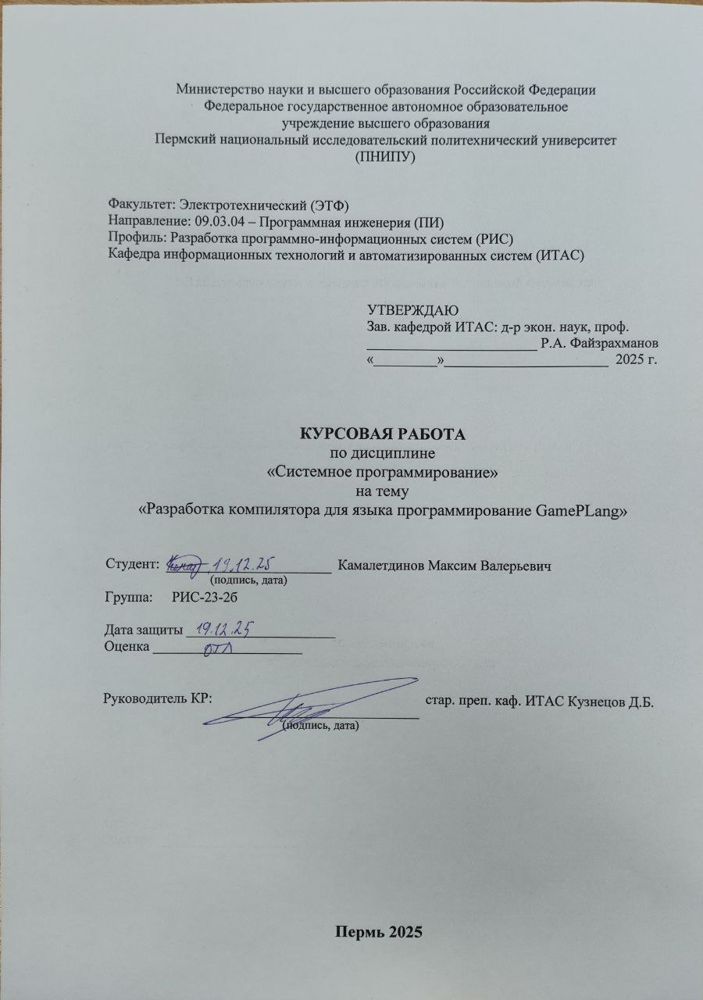 Министерство науки и высшего образования Российской Федерации
Федеральное государственное автономное образовательное
учреждение высшего образования
Пермский национальный исследовательский политехнический университет
(ПНИПУ)
Факультет: Электротехнический (ЭТФ)
Направление: 09.03.04 – Программная инженерия (ПИ)
Профиль: Разработка программно-информационных систем (РИС)
Кафедра информационных технологий и автоматизированных систем (ИТАС)
УТВЕРЖДАЮ
Зав. кафедрой ИТАС: д-р экон. наук, проф.
Р.А. Файзрахманов
«_________»_______________________ 2025 г.
КУРСОВАЯ РАБОТА
по дисциплине
«Системное программирование»
на тему
«Разработка компилятора для языка программирование GamePLang»
Студент: 19.12.25 Камалетдинов Максим Валерьевич
(подпись, дата)
Группа: РИС-23-2б
Дата защиты 19.12.25
Оценка отл
Руководитель КР: стар. преп. каф. ИТАС Кузнецов Д.Б.
(подпись, дата)
Пермь 2025